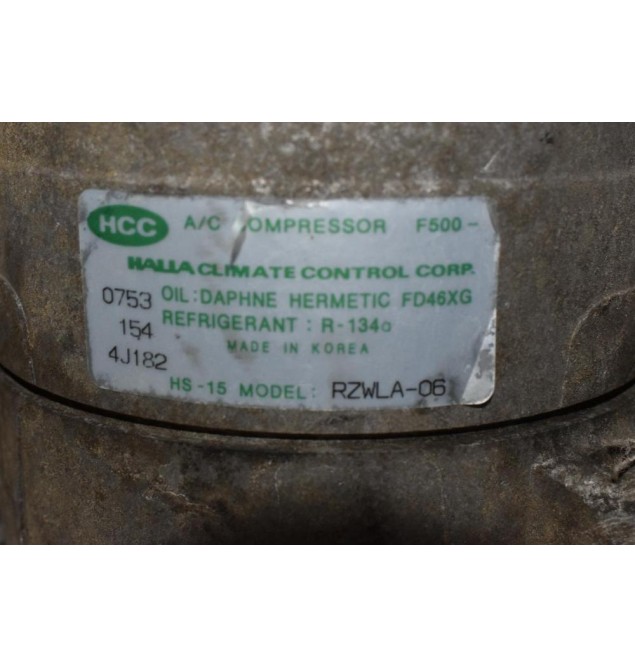 HCC A/C COMPRESSOR F500-
HALLA CLIMATE CONTROL CORP.
0753 OIL: DAPHNE HERMETIC FD46XG
154 REFRIGERANT : R-134a
MADE IN KOREA
4J182
HS-15 MODEL: RZWLA-06